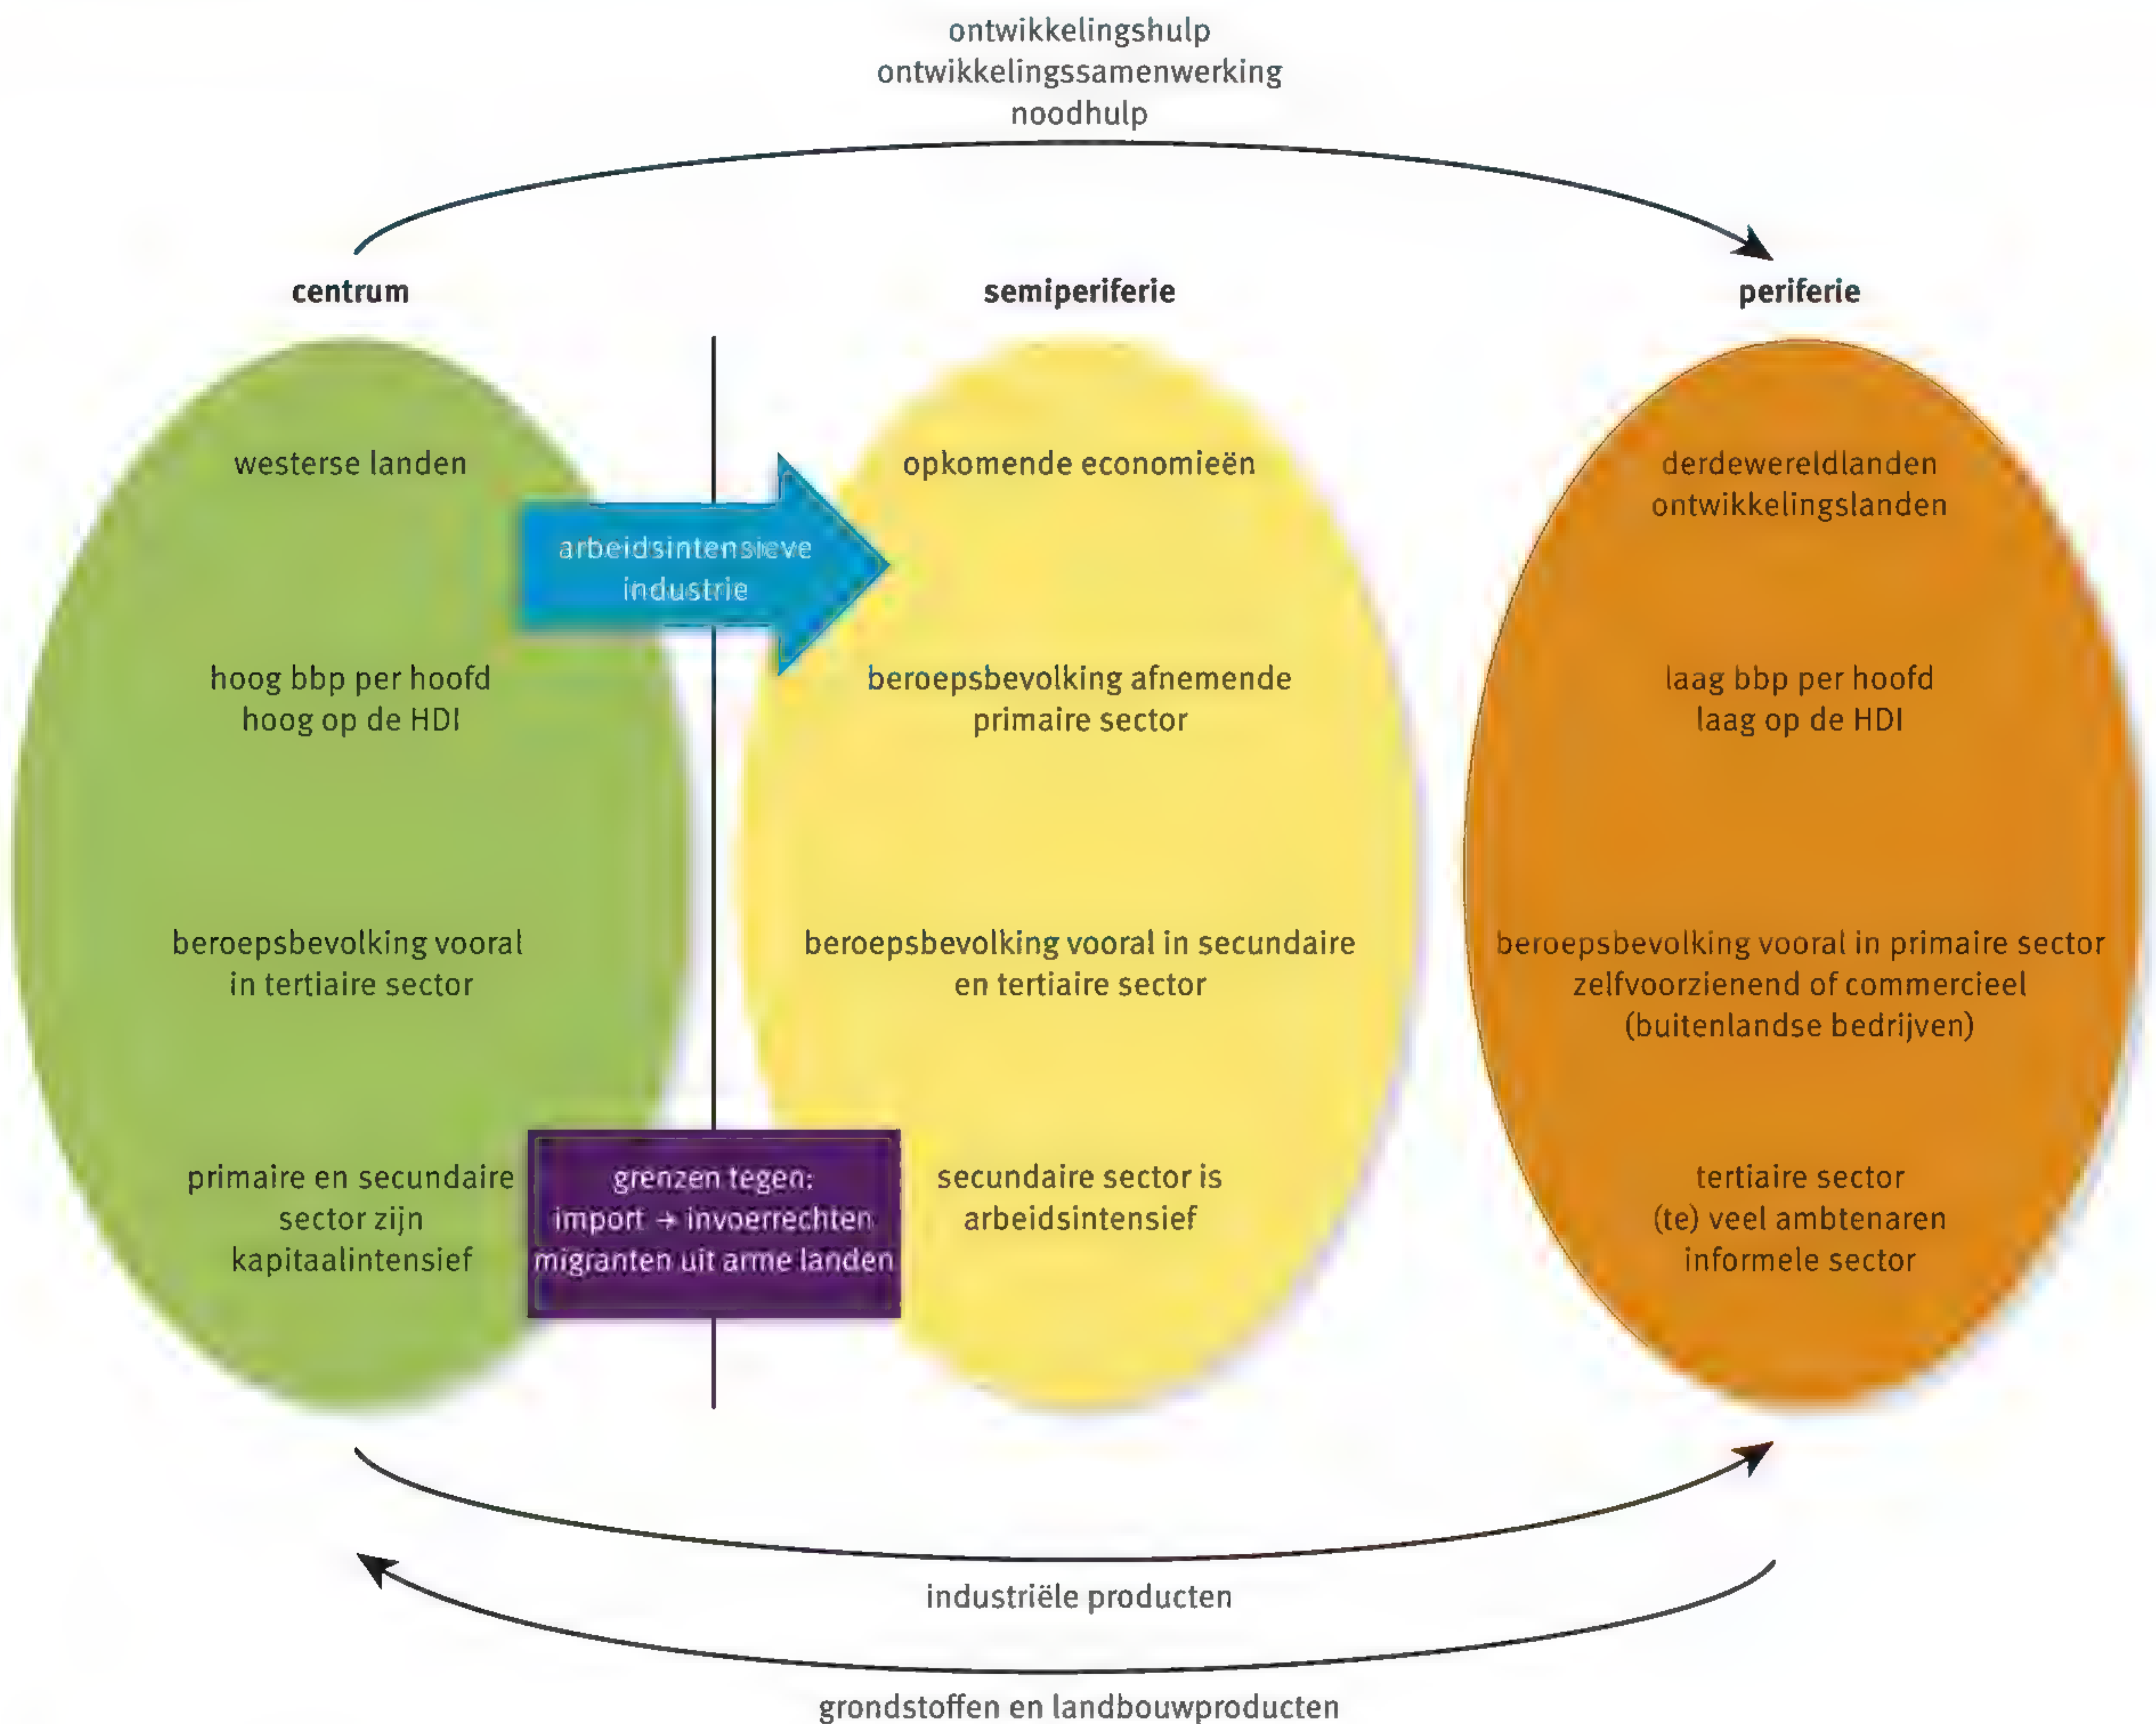 ontwikkelingshulp
ontwikkelingssamenwerking
noodhulp
centrum
semiperiferie
periferie
westerse landen
hoog bbp per hoofd
hoog op de HDI
beroepsbevolking vooral
in tertiaire sector
primaire en secundaire
sector zijn
kapitaalintensief
arbeidsintensieve
industrie
grenzen tegen:
import → invoerrechten
migranten uit arme landen
opkomende economieën
beroepsbevolking afnemende
primaire sector
beroepsbevolking vooral in secundaire
en tertiaire sector
secundaire sector is
arbeidsintensief
derdewereldlanden
ontwikkelingslanden
laag bbp per hoofd
laag op de HDI
beroepsbevolking vooral in primaire sector
zelfvoorzienend of commercieel
(buitenlandse bedrijven)
tertiaire sector
(te) veel ambtenaren
informele sector
industriële producten
grondstoffen en landbouwproducten